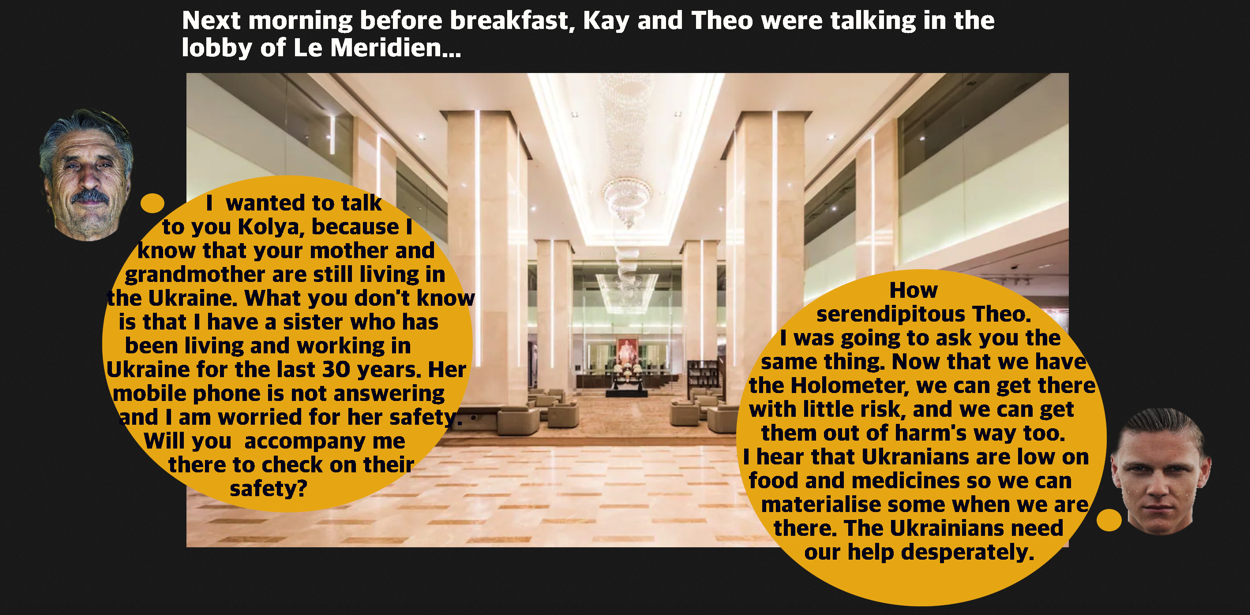 Next morning before breakfast, Kay and Theo were talking in the
lobby of Le Meridien...
I wanted to talk
to you Kolya, because I
know that your mother and
grandmother are still living in
the Ukraine. What you don't know
is that I have a sister who has
been living and working in
Ukraine for the last 30 years. Her
mobile phone is not answering
and I am worried for her safety.
Will you accompany me
there to check on their
safety?
How
serendipitous Theo.
I was going to ask you the
same thing. Now that we have
the Holometer, we can get there
with little risk, and we can get
them out of harm's way too.
I hear that Ukranians are low on
food and medicines so we can
materialise some when we are
there. The Ukrainians need
our help desperately.